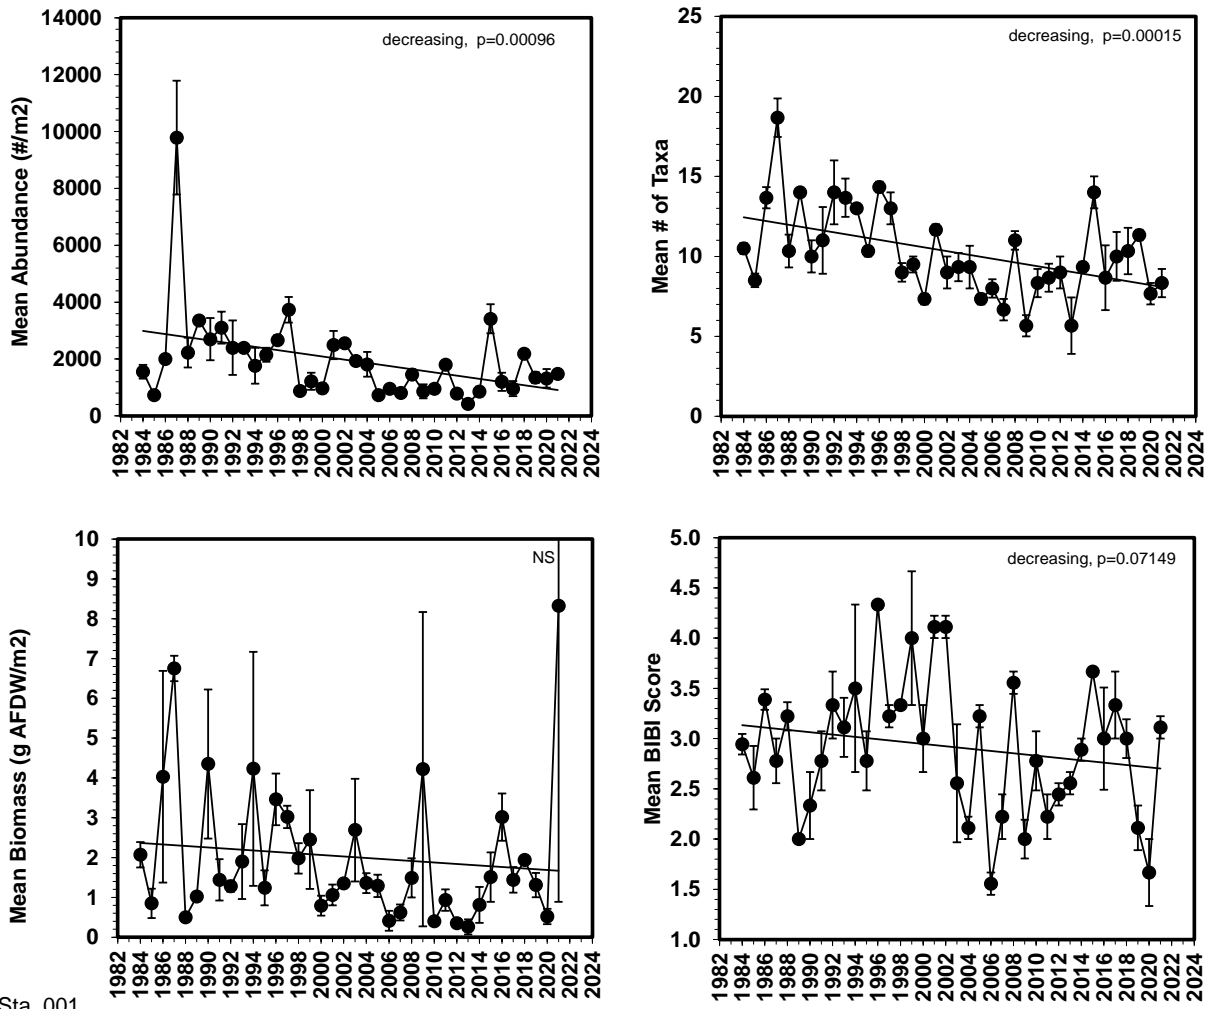 14000
12000
10000
8000
6000
4000
2000
0
Mean Abundance (#/m2)
decreasing, p=0.00096
1982 1984 1986 1988 1990 1992 1994 1996 1998 2000 2002 2004 2006 2008 2010 2012 2014 2016 2018 2020 2022 2024
25
20
15
10
5
0
Mean # of Taxa
decreasing, p=0.00015
1982 1984 1986 1988 1990 1992 1994 1996 1998 2000 2002 2004 2006 2008 2010 2012 2014 2016 2018 2020 2022 2024
10
9
8
7
6
5
4
3
2
1
0
Mean Biomass (g AFDW/m2)
NS
1982 1984 1986 1988 1990 1992 1994 1996 1998 2000 2002 2004 2006 2008 2010 2012 2014 2016 2018 2020 2022 2024
5.0
4.5
4.0
3.5
3.0
2.5
2.0
1.5
1.0
Mean BIBI Score
decreasing, p=0.07149
1982 1984 1986 1988 1990 1992 1994 1996 1998 2000 2002 2004 2006 2008 2010 2012 2014 2016 2018 2020 2022 2024
Sta. 001